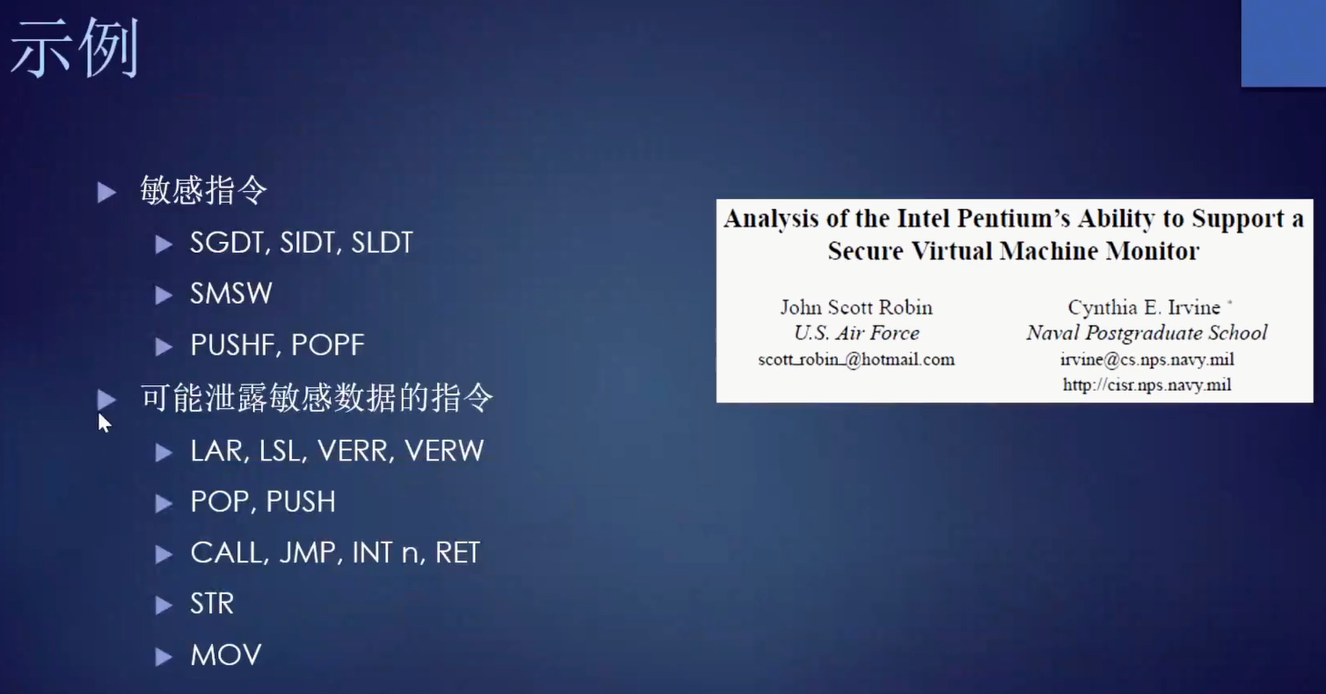 示例
敏感指令
SGDT, SIDT, SLDT
SMSW
PUSHF, POPF
可能泄露敏感数据的指令
LAR, LSL, VERR, VERW
POP, PUSH
CALL, JMP, INT n, RET
STR
MOV
Analysis of the Intel Pentium's Ability to Support a
Secure Virtual Machine Monitor
John Scott Robin
U.S. Air Force
scott_robin_@hotmail.com
Cynthia E. Irvine *
Naval Postgraduate School
irvine@cs.nps.navy.mil
http://cisr.nps.navy.mil